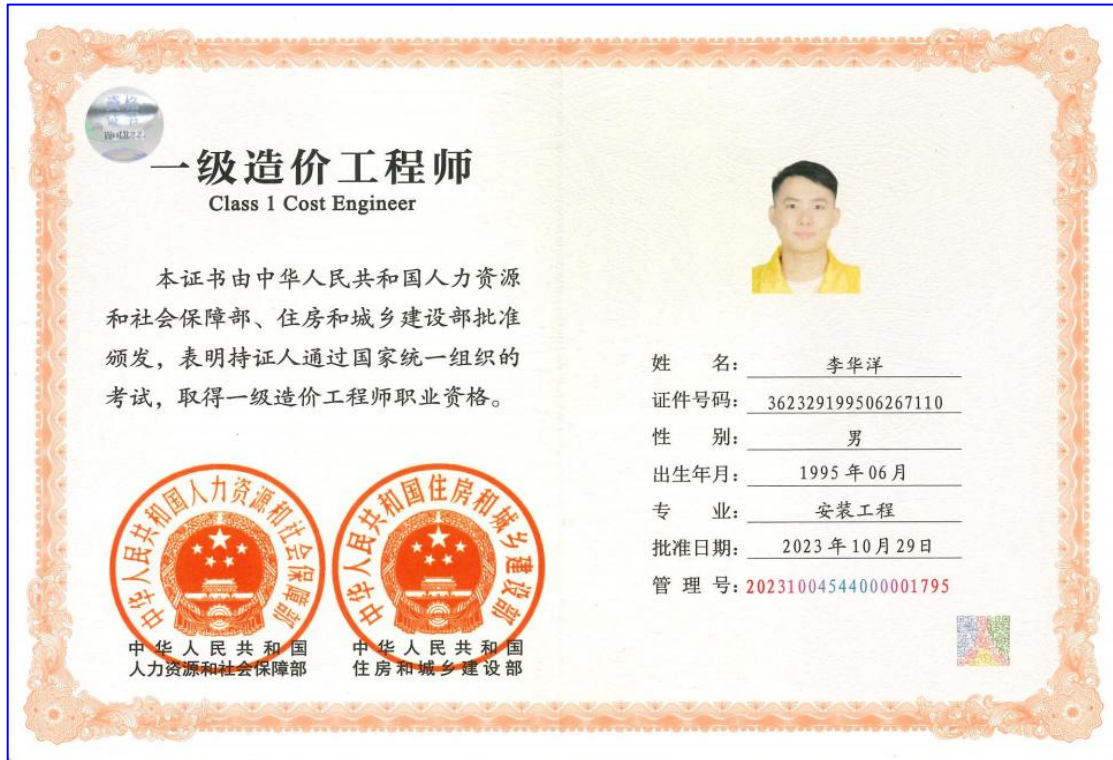 资格
证书
一级造价工程师
Class 1 Cost Engineer
本证书由中华人民共和国人力资源
和社会保障部、住房和城乡建设部批准
颁发，表明持证人通过国家统一组织的
考试，取得一级造价工程师职业资格。
中华人民共和国人力资源和社会保障部
中华人民共和国住房和城乡建设部
中华人民共和国
人力资源和社会保障部
中华人民共和国
住房和城乡建设部
姓 名：李华洋
证件号码：362329199506267110
性 别：男
出生年月：1995年06月
专 业：安装工程
批准日期：2023年10月29日
管 理 号：20231004544000001795